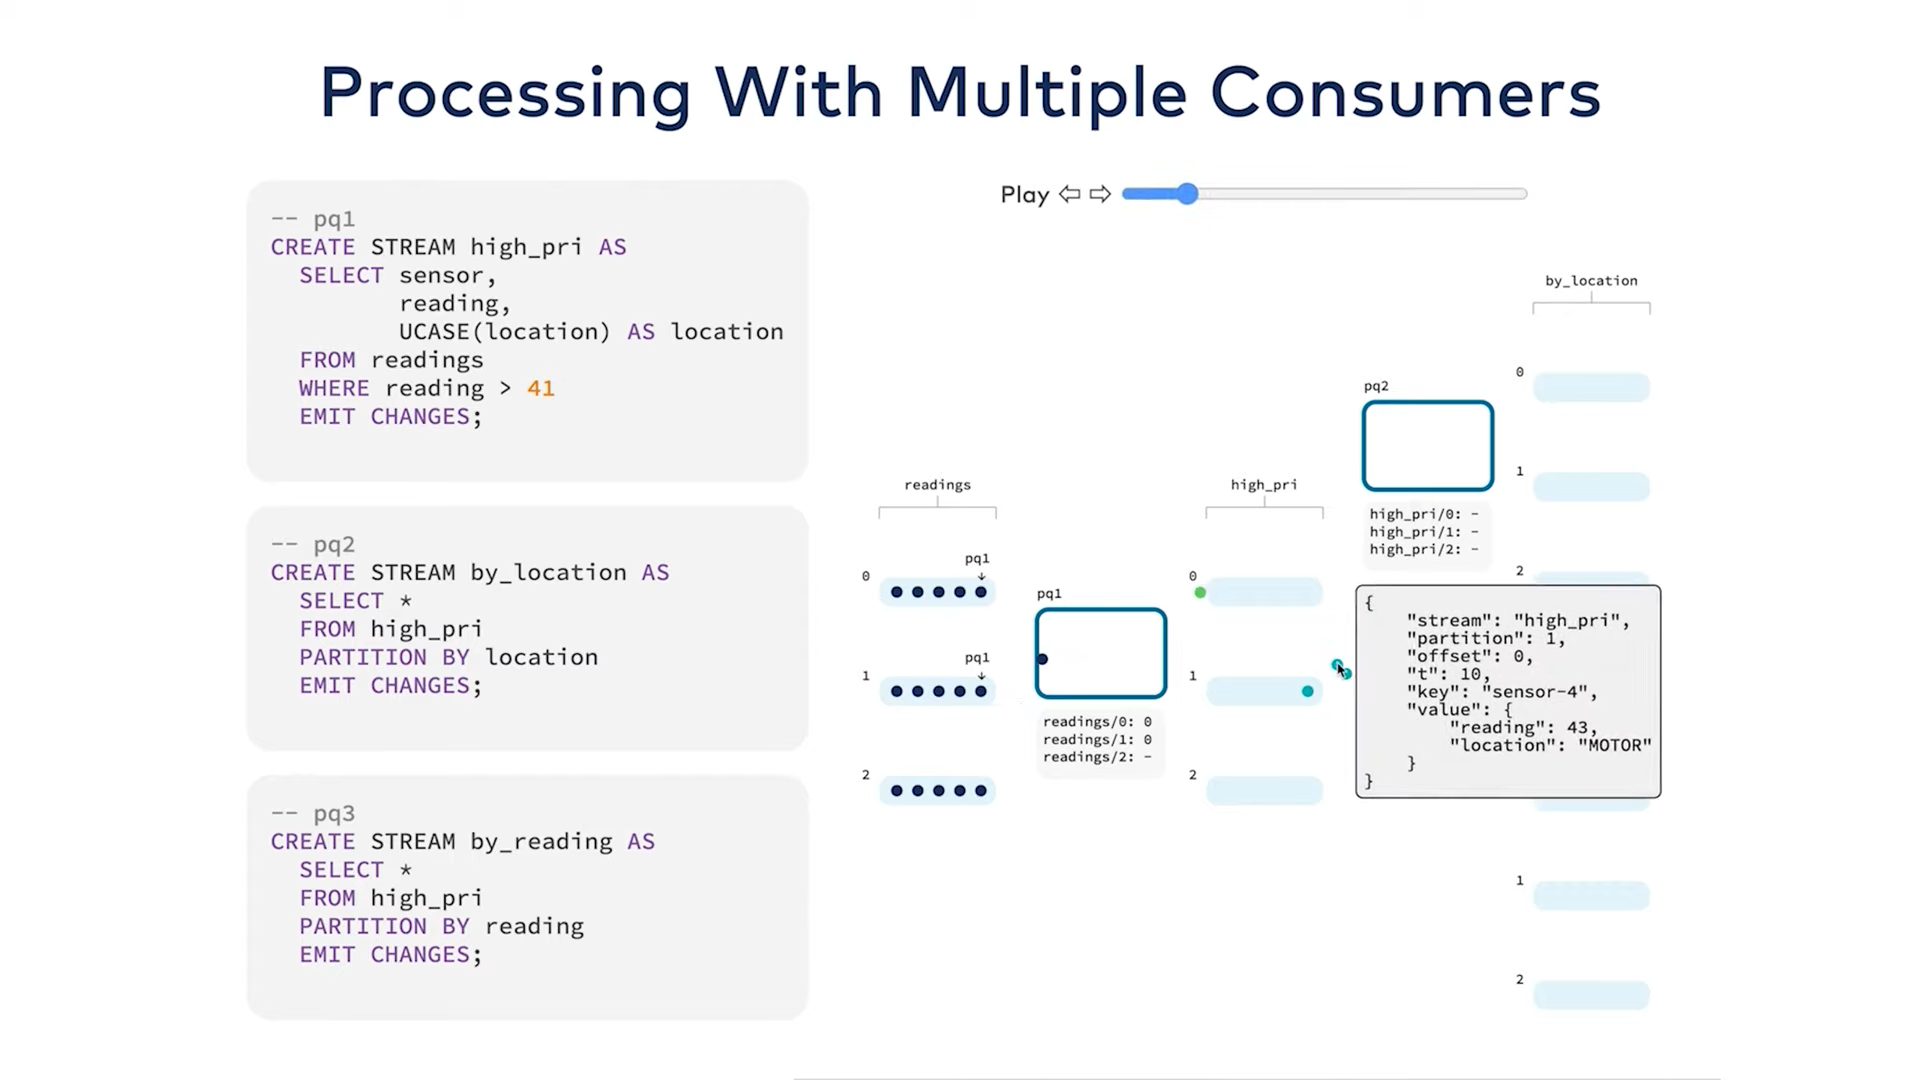 Processing With Multiple Consumers
-- pq1
CREATE STREAM high_pri AS
SELECT sensor,
reading,
UCASE(location) AS location
FROM readings
WHERE reading > 41
EMIT CHANGES;
-- pq2
CREATE STREAM by_location AS
SELECT *
FROM high_pri
PARTITION BY location
EMIT CHANGES;
-- pq3
CREATE STREAM by_reading AS
SELECT *
FROM high_pri
PARTITION BY reading
EMIT CHANGES;
Play
readings
0
pq1
1
pq1
2
pq1
readings/0: 0
readings/1: 0
readings/2: -
high_pri
0
1
2
pq2
high_pri/0: -
high_pri/1: -
high_pri/2: -
by_location
0
1
2
{
"stream": "high_pri",
"partition": 1,
"offset": 0,
"t": 10,
"key": "sensor-4",
"value": {
"reading": 43,
"location": "MOTOR"
}
}
1
2